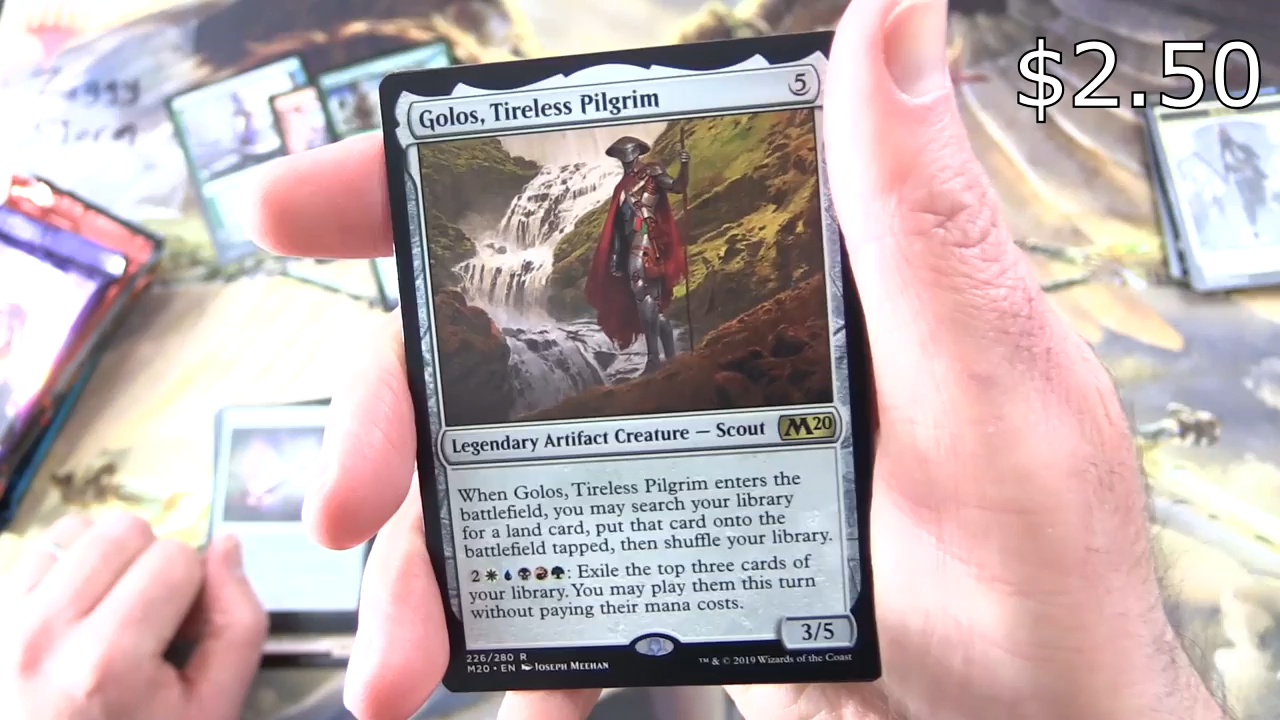 $2.50
Golos, Tireless Pilgrim 5
Legendary Artifact Creature — Scout M20
When Golos, Tireless Pilgrim enters the
battlefield, you may search your library
for a land card, put that card onto the
battlefield tapped, then shuffle your library.
2: Exile the top three cards of
your library. You may play them this turn
without paying their mana costs.
3/5
226/280 R
M20 • EN Joseph Meehan
™ & © 2019 Wizards of the Coast